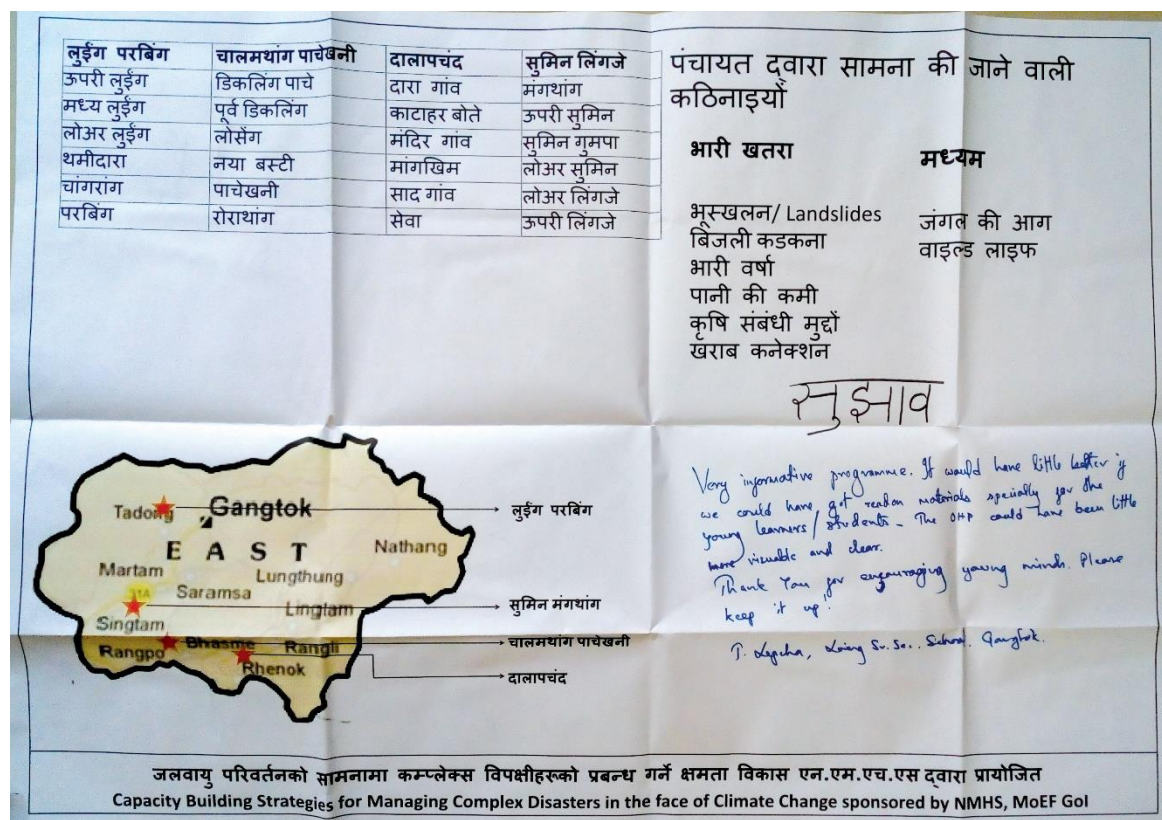 लुईंग परबिंग चालमथांग पाचेखनी दालापचंद सुमिन लिंगजे
ऊपरी लुईंग डिकलिंग पाचे दारा गांव मंगथांग
मध्य लुईंग पूर्व डिकलिंग काटाहर बोते ऊपरी सुमिन
लोअर लुईंग लोसेंग मंदिर गांव सुमिन गुमपा
थमीदारा नया बस्टी मांगखिम लोअर सुमिन
चांगरांग पाचेखनी साद गांव लोअर लिंगजे
परबिंग रोराथांग सेवा ऊपरी लिंगजे
पंचायत द्वारा सामना की जाने वाली
कठिनाइयों
भारी खतरा मध्यम
भूस्खलन/ Landslides जंगल की आग
बिजली कडकना वाइल्ड लाइफ
भारी वर्षा
पानी की कमी
कृषि संबंधी मुद्दों
खराब कनेक्शन
सुझाव
Very informative programme. It would have little better if
we could have got readon materials specially for the
young learners / students - The OHP could have been little
more visuable and clear.
Thank You for encouraging young minds. Please
keep it up!
T. Lepcha, Luing Sr. Sc.. School. Gangtok.
Tadong Gangtok
EAST Nathang
Martam Lungthung
31A Saramsa Lingtam
Singtam
Rangpo Bhasme Rangli
Rhenok
लुईंग परबिंग
सुमिन मंगथांग
चालमथांग पाचेखनी
दालापचंद
जलवायु परिवर्तनको सामनामा कम्प्लेक्स विपक्षीहरूको प्रबन्ध गर्ने क्षमता विकास एन.एम.एच.एस द्वारा प्रायोजित
Capacity Building Strategies for Managing Complex Disasters in the face of Climate Change sponsored by NMHS, MoEF GoI